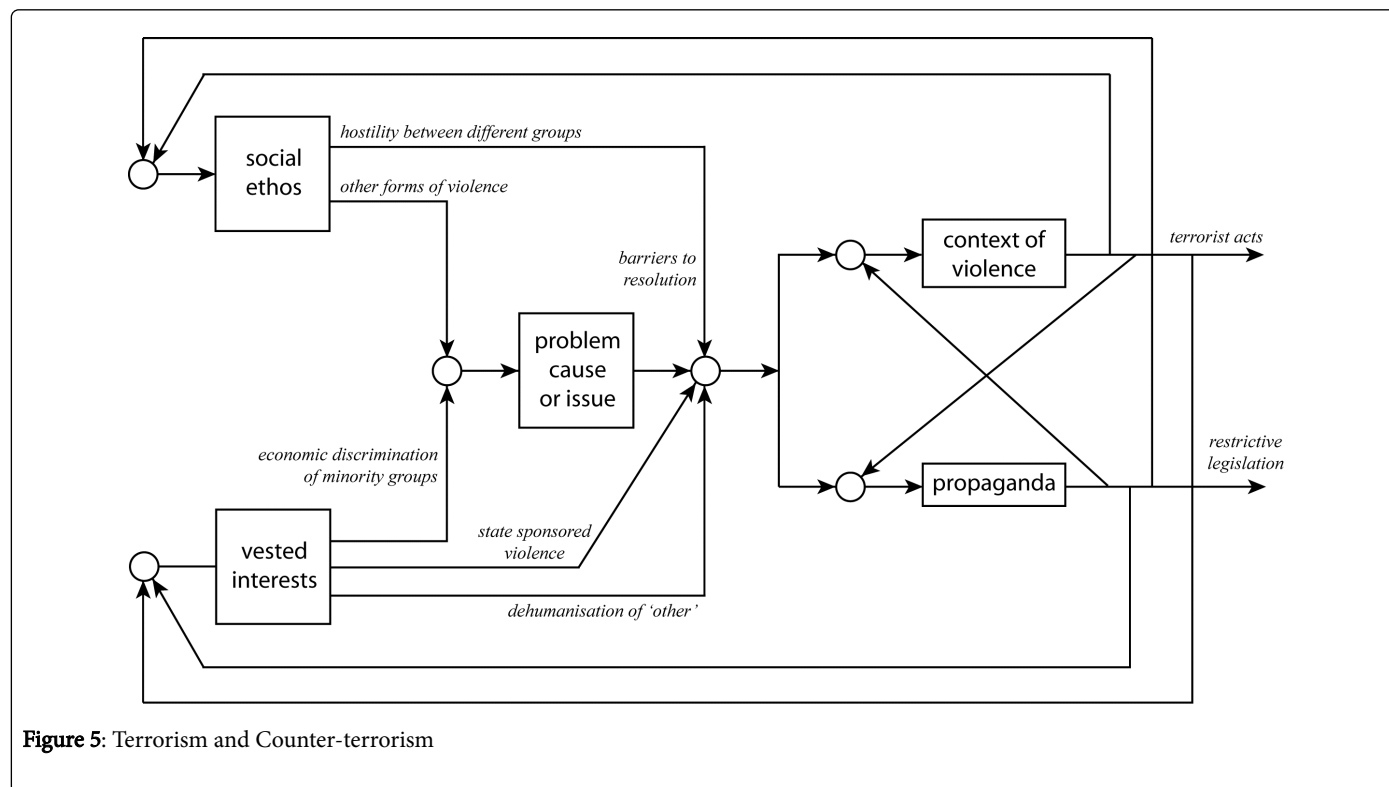 hostility between different groups
social
ethos
other forms of violence
barriers to
resolution
context of
violence
terrorist acts
problem
cause
or issue
economic discrimination
of minority groups
restrictive
legislation
propaganda
vested
interests
state sponsored
violence
dehumanisation of ‘other’
Figure 5: Terrorism and Counter-terrorism